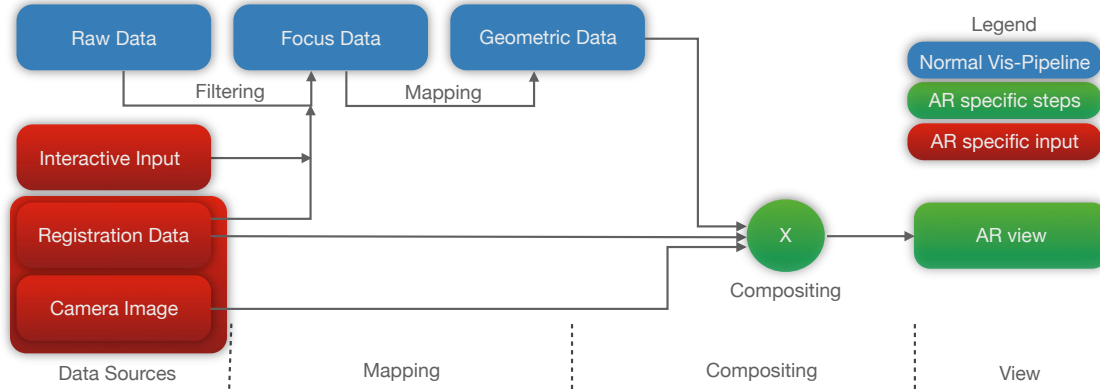 Raw Data
Focus Data
Geometric Data
Legend
Normal Vis-Pipeline
AR specific steps
AR specific input
Filtering
Mapping
Interactive Input
Registration Data
Camera Image
X
Compositing
AR view
Data Sources
Mapping
Compositing
View